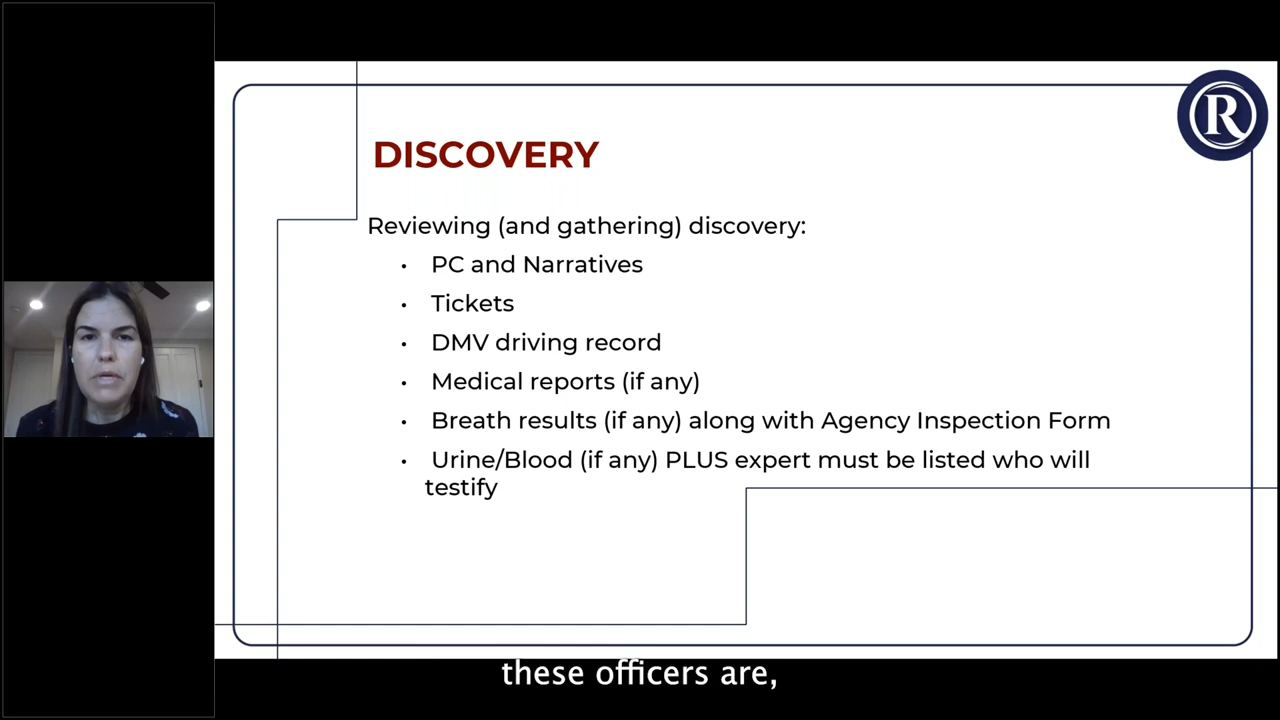 R
DISCOVERY
Reviewing (and gathering) discovery:
• PC and Narratives
• Tickets
• DMV driving record
• Medical reports (if any)
• Breath results (if any) along with Agency Inspection Form
• Urine/Blood (if any) PLUS expert must be listed who will
testify
these officers are,